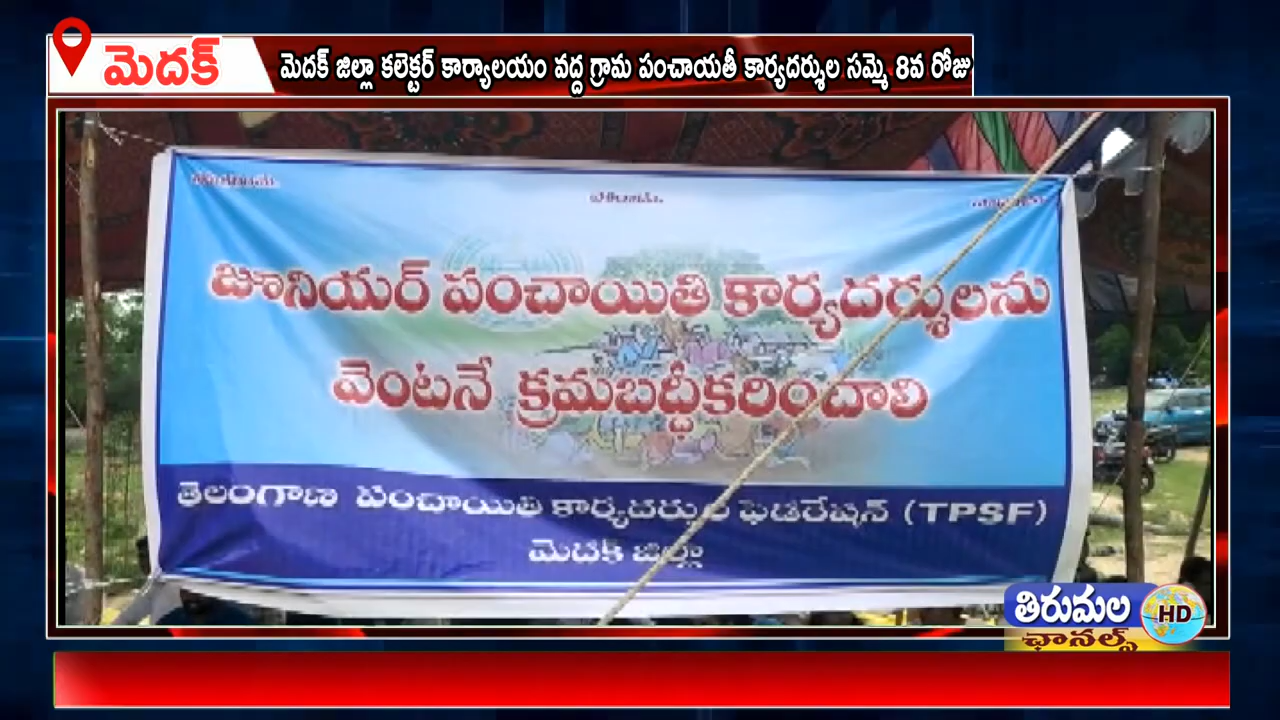 మెదక్
మెదక్ జిల్లా కలెక్టర్ కార్యాలయం వద్ద గ్రామ పంచాయతీ కార్యదర్శుల సమ్మె 8వ రోజు
జూనియర్ పంచాయితి కార్యదర్శులను
వెంటనే క్రమబద్ధీకరించాలి
తెలంగాణ పంచాయితి కార్యదర్శుల ఫెడరేషన్ (TPSF)
మెదక్ జిల్లా
తిరుమల
HD
ఛానల్స్